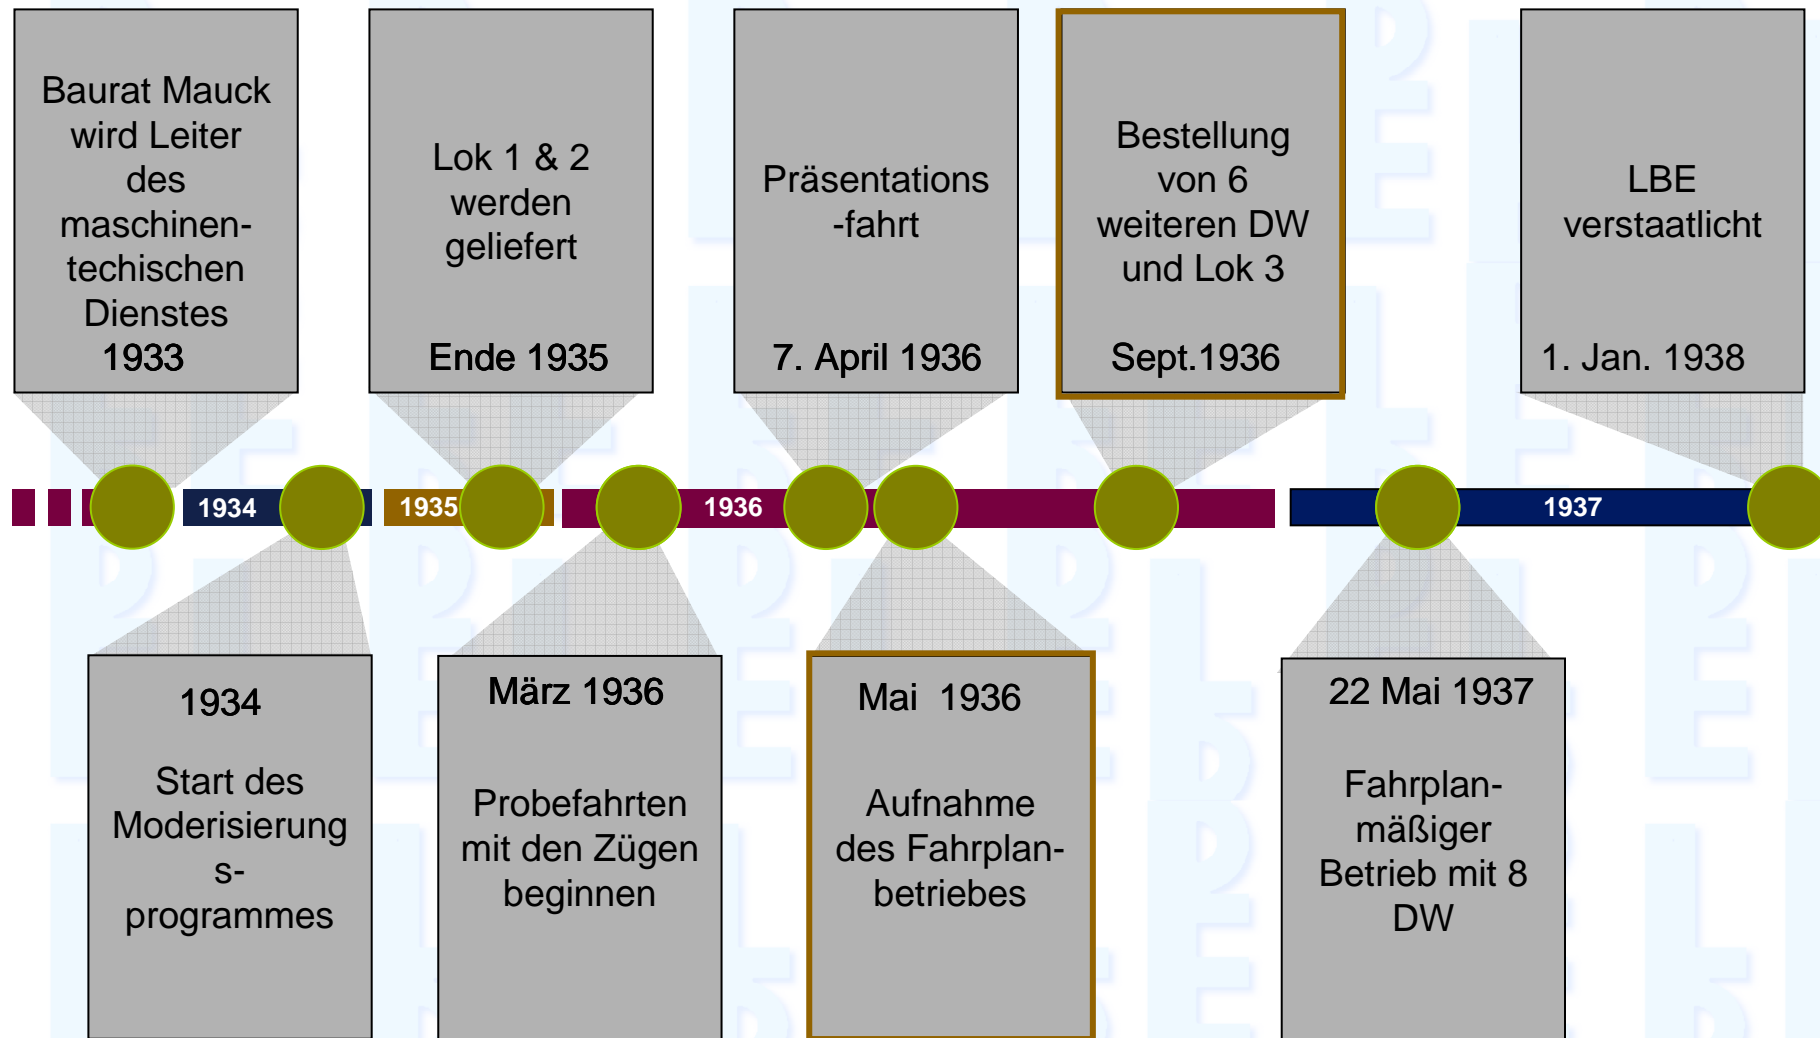 Baurat Mauck
wird Leiter
des
maschinen-
techischen
Dienstes
1933
Lok 1 & 2
werden
geliefert
Ende 1935
Präsentations
-fahrt
7. April 1936
Bestellung
von 6
weiteren DW
und Lok 3
Sept.1936
LBE
verstaatlicht
1. Jan. 1938
1934
1935
1936
1937
1934
Start des
Moderisierung
s-
programmes
März 1936
Probefahrten
mit den Zügen
beginnen
Mai 1936
Aufnahme
des Fahrplan-
betriebes
22 Mai 1937
Fahrplan-
mäßiger
Betrieb mit 8
DW